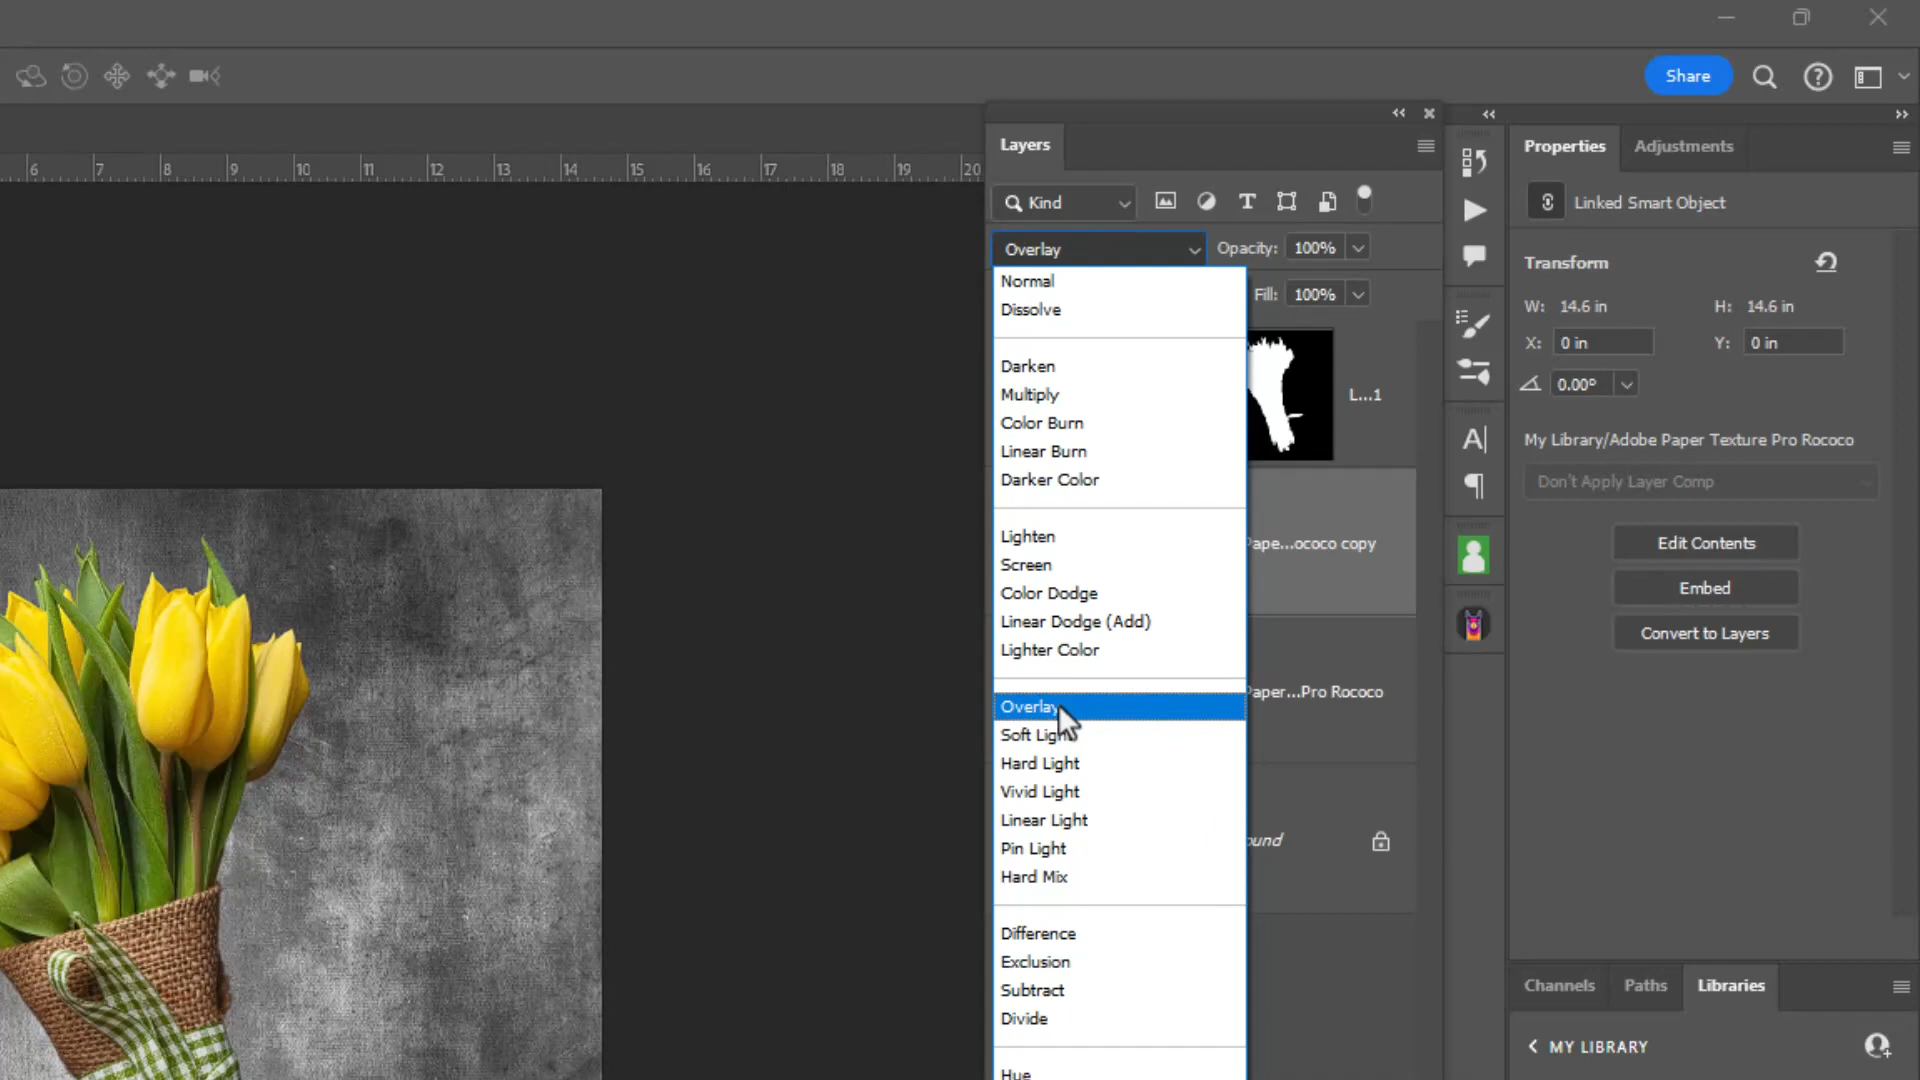 Share
6 7 8 9 10 11 12 13 14 15 16 17 18 19 20
Layers
Kind
Overlay
Opacity: 100%
Fill: 100%
Normal
Dissolve
Darken
Multiply
Color Burn
Linear Burn
Darker Color
Lighten
Screen
Color Dodge
Linear Dodge (Add)
Lighter Color
Overlay
Soft Light
Hard Light
Vivid Light
Linear Light
Pin Light
Hard Mix
Difference
Exclusion
Subtract
Divide
Hue
L...1
Pape...ococo copy
Paper...Pro Rococo
ound
Properties Adjustments
Linked Smart Object
Transform
W: 14.6 in H: 14.6 in
X: 0 in Y: 0 in
0.00°
My Library/Adobe Paper Texture Pro Rococo
Don't Apply Layer Comp
Edit Contents
Embed
Convert to Layers
Channels Paths Libraries
MY LIBRARY